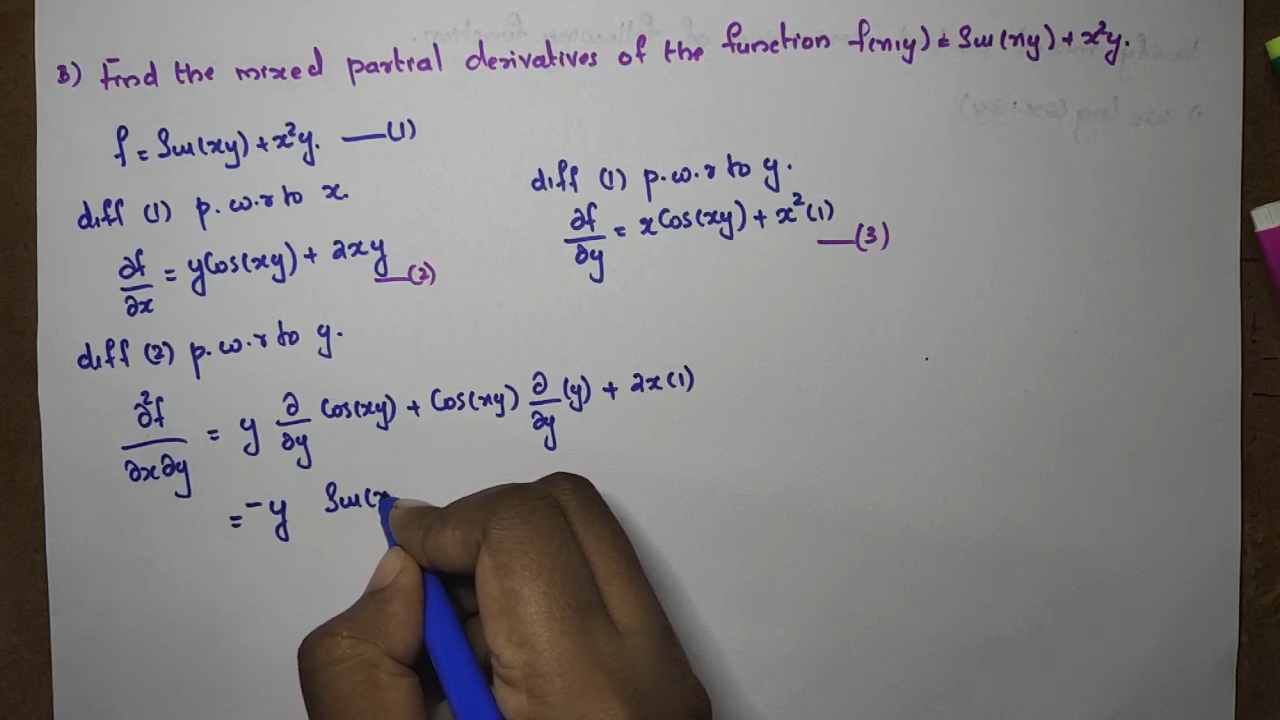 3) Find the mixed partial derivatives of the function f(x,y) = Sin(xy) + x²y.
f = Sin(xy) + x²y. —(1)
diff (1) p.w.r to x.
∂f/∂x = yCos(xy) + 2xy —(2)
diff (1) p.w.r to y.
∂f/∂y = xCos(xy) + x²(1) —(3)
diff (2) p.w.r to y.
∂²f/∂x∂y = y ∂/∂y Cos(xy) + Cos(xy) ∂/∂y (y) + 2x(1)
= -y Sin(x